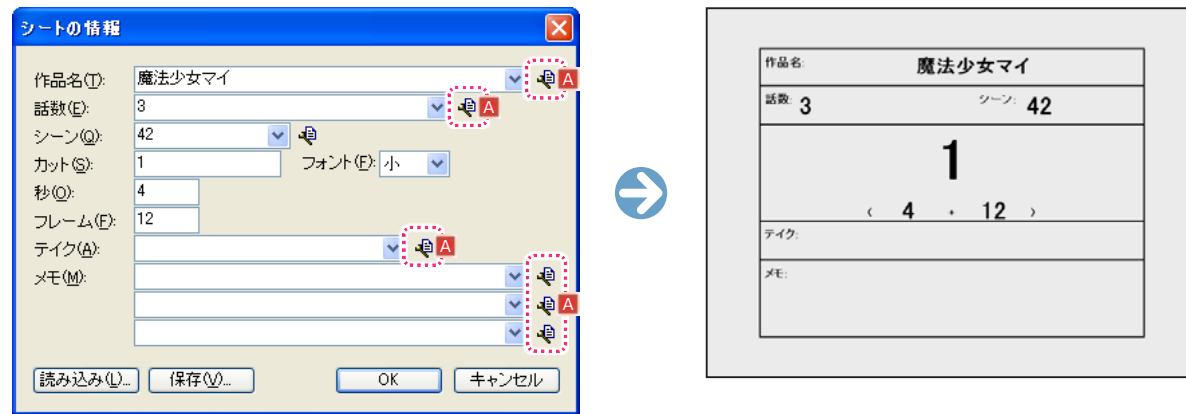 シートの情報
作品名(T): 魔法少女マイ A
話数(E): 3 A
シーン(Q): 42
カット(S): 1 フォント(F): 小
秒(O): 4
フレーム(F): 12
テイク(A): A
メモ(M):
A
読み込み(L)... 保存(V)... OK キャンセル
作品名: 魔法少女マイ
話数: 3 シーン: 42
1
( 4 + 12 )
テイク:
メモ: